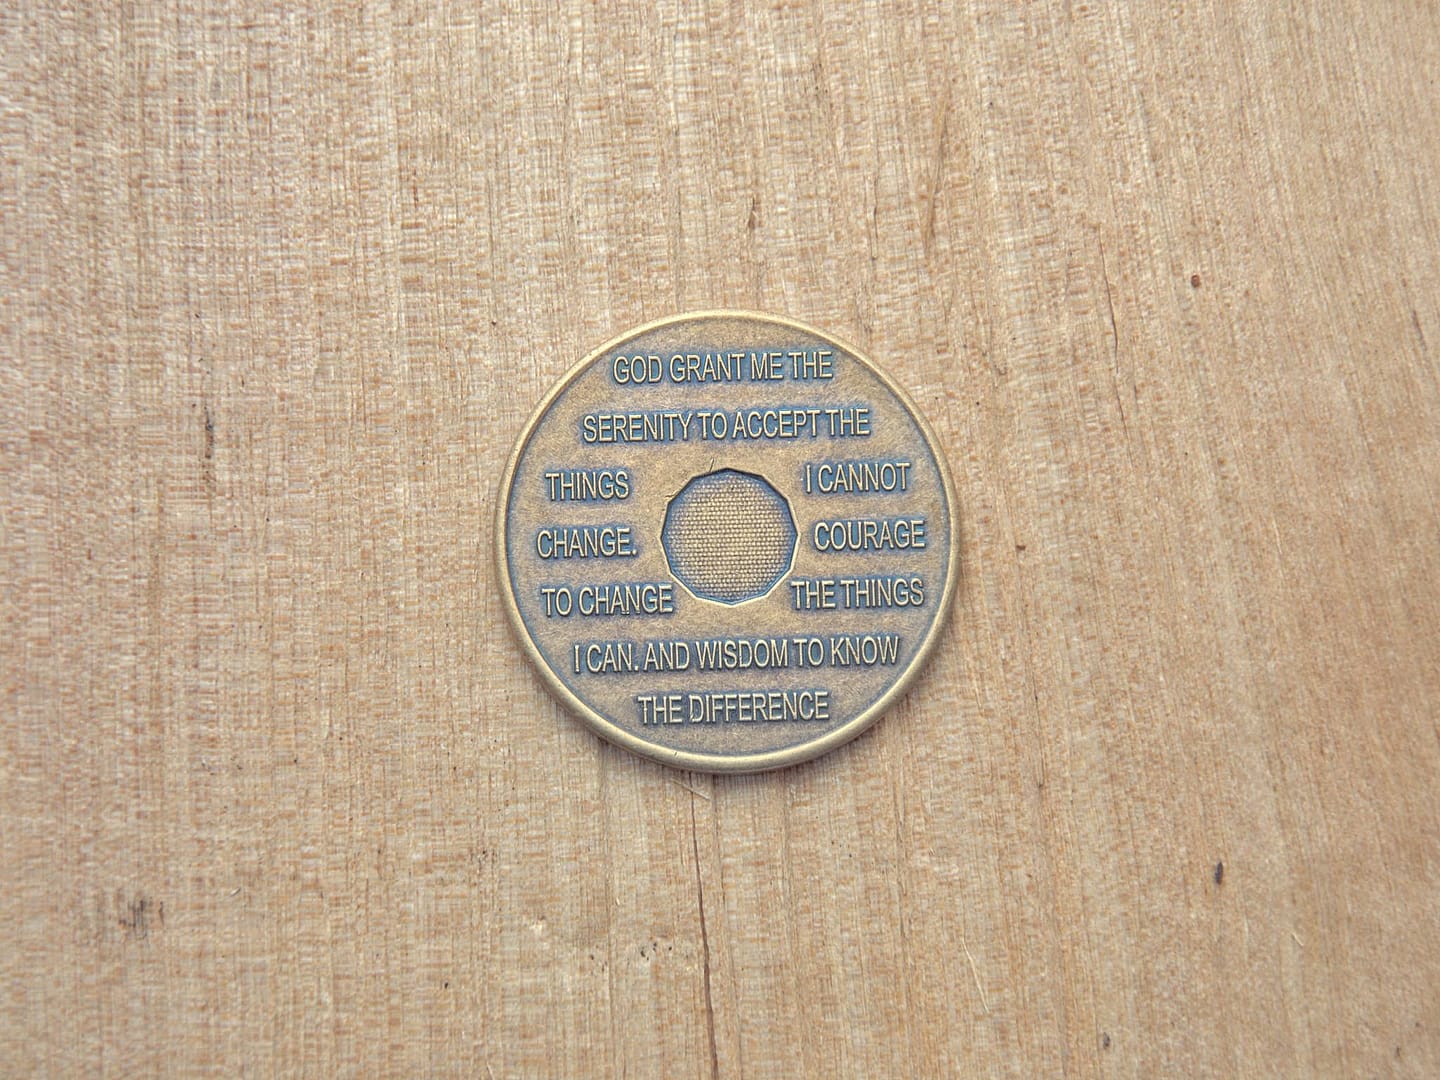 GOD GRANT ME THE
SERENITY TO ACCEPT THE
THINGS I CANNOT
CHANGE. COURAGE
TO CHANGE THE THINGS
I CAN. AND WISDOM TO KNOW
THE DIFFERENCE